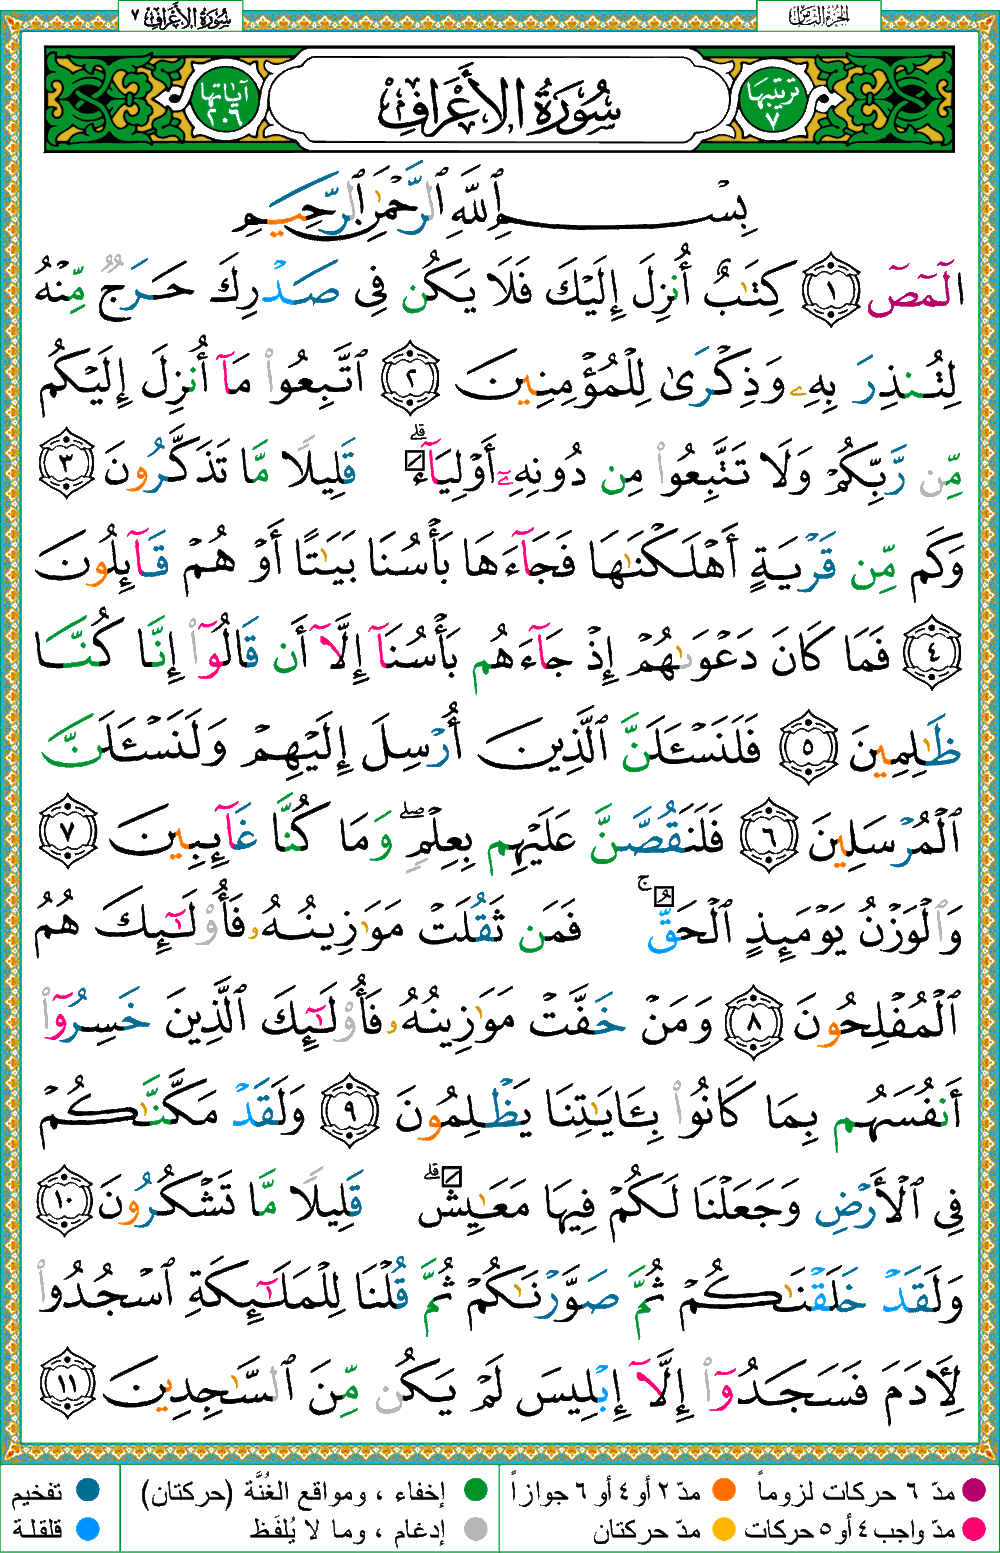 الجزء الثامن
سورة الأعراف ٧
ترتيبها ٧
سُورَةُ الأَعْرَافِ
آياتها ٢٠٦
بِسْمِ ٱللَّهِ ٱلرَّحْمَٰنِ ٱلرَّحِيمِ
الٓمٓصٓ ١ كِتَٰبٌ أُنزِلَ إِلَيْكَ فَلَا يَكُن فِى صَدْرِكَ حَرَجٌ مِّنْهُ
لِتُنذِرَ بِهِۦ وَذِكْرَىٰ لِلْمُؤْمِنِينَ ٢ ٱتَّبِعُوا۟ مَآ أُنزِلَ إِلَيْكُم
مِّن رَّبِّكُمْ وَلَا تَتَّبِعُوا۟ مِن دُونِهِۦٓ أَوْلِيَآءَ ۗ قَلِيلًا مَّا تَذَكَّرُونَ ٣
وَكَم مِّن قَرْيَةٍ أَهْلَكْنَٰهَا فَجَآءَهَا بَأْسُنَا بَيَٰتًا أَوْ هُمْ قَآئِلُونَ
٤ فَمَا كَانَ دَعْوَىٰهُمْ إِذْ جَآءَهُم بَأْسُنَآ إِلَّآ أَن قَالُوٓا۟ إِنَّا كُنَّا
ظَٰلِمِينَ ٥ فَلَنَسْـَٔلَنَّ ٱلَّذِينَ أُرْسِلَ إِلَيْهِمْ وَلَنَسْـَٔلَنَّ
ٱلْمُرْسَلِينَ ٦ فَلَنَقُصَّنَّ عَلَيْهِم بِعِلْمٍ ۖ وَمَا كُنَّا غَآئِبِينَ ٧
وَٱلْوَزْنُ يَوْمَئِذٍ ٱلْحَقُّ ۚ فَمَن ثَقُلَتْ مَوَٰزِينُهُۥ فَأُو۟لَٰٓئِكَ هُمُ
ٱلْمُفْلِحُونَ ٨ وَمَنْ خَفَّتْ مَوَٰزِينُهُۥ فَأُو۟لَٰٓئِكَ ٱلَّذِينَ خَسِرُوٓا۟
أَنفُسَهُم بِمَا كَانُوا۟ بِـَٔايَٰتِنَا يَظْلِمُونَ ٩ وَلَقَدْ مَكَّنَّٰكُمْ
فِى ٱلْأَرْضِ وَجَعَلْنَا لَكُمْ فِيهَا مَعَٰيِشَ ۗ قَلِيلًا مَّا تَشْكُرُونَ ١٠
وَلَقَدْ خَلَقْنَٰكُمْ ثُمَّ صَوَّرْنَٰكُمْ ثُمَّ قُلْنَا لِلْمَلَٰٓئِكَةِ ٱسْجُدُوا۟
لِـَٔادَمَ فَسَجَدُوٓا۟ إِلَّآ إِبْلِيسَ لَمْ يَكُن مِّنَ ٱلسَّٰجِدِينَ ١١
مدّ ٦ حركات لزوماً
مدّ ٢ أو ٤ أو ٦ جوازاً
إخفاء ، ومواقع الغُنَّة (حركتان)
تفخيم
مدّ واجب ٤ أو ٥ حركات
مدّ حركتان
إدغام ، وما لا يُلفَظ
قلقلة